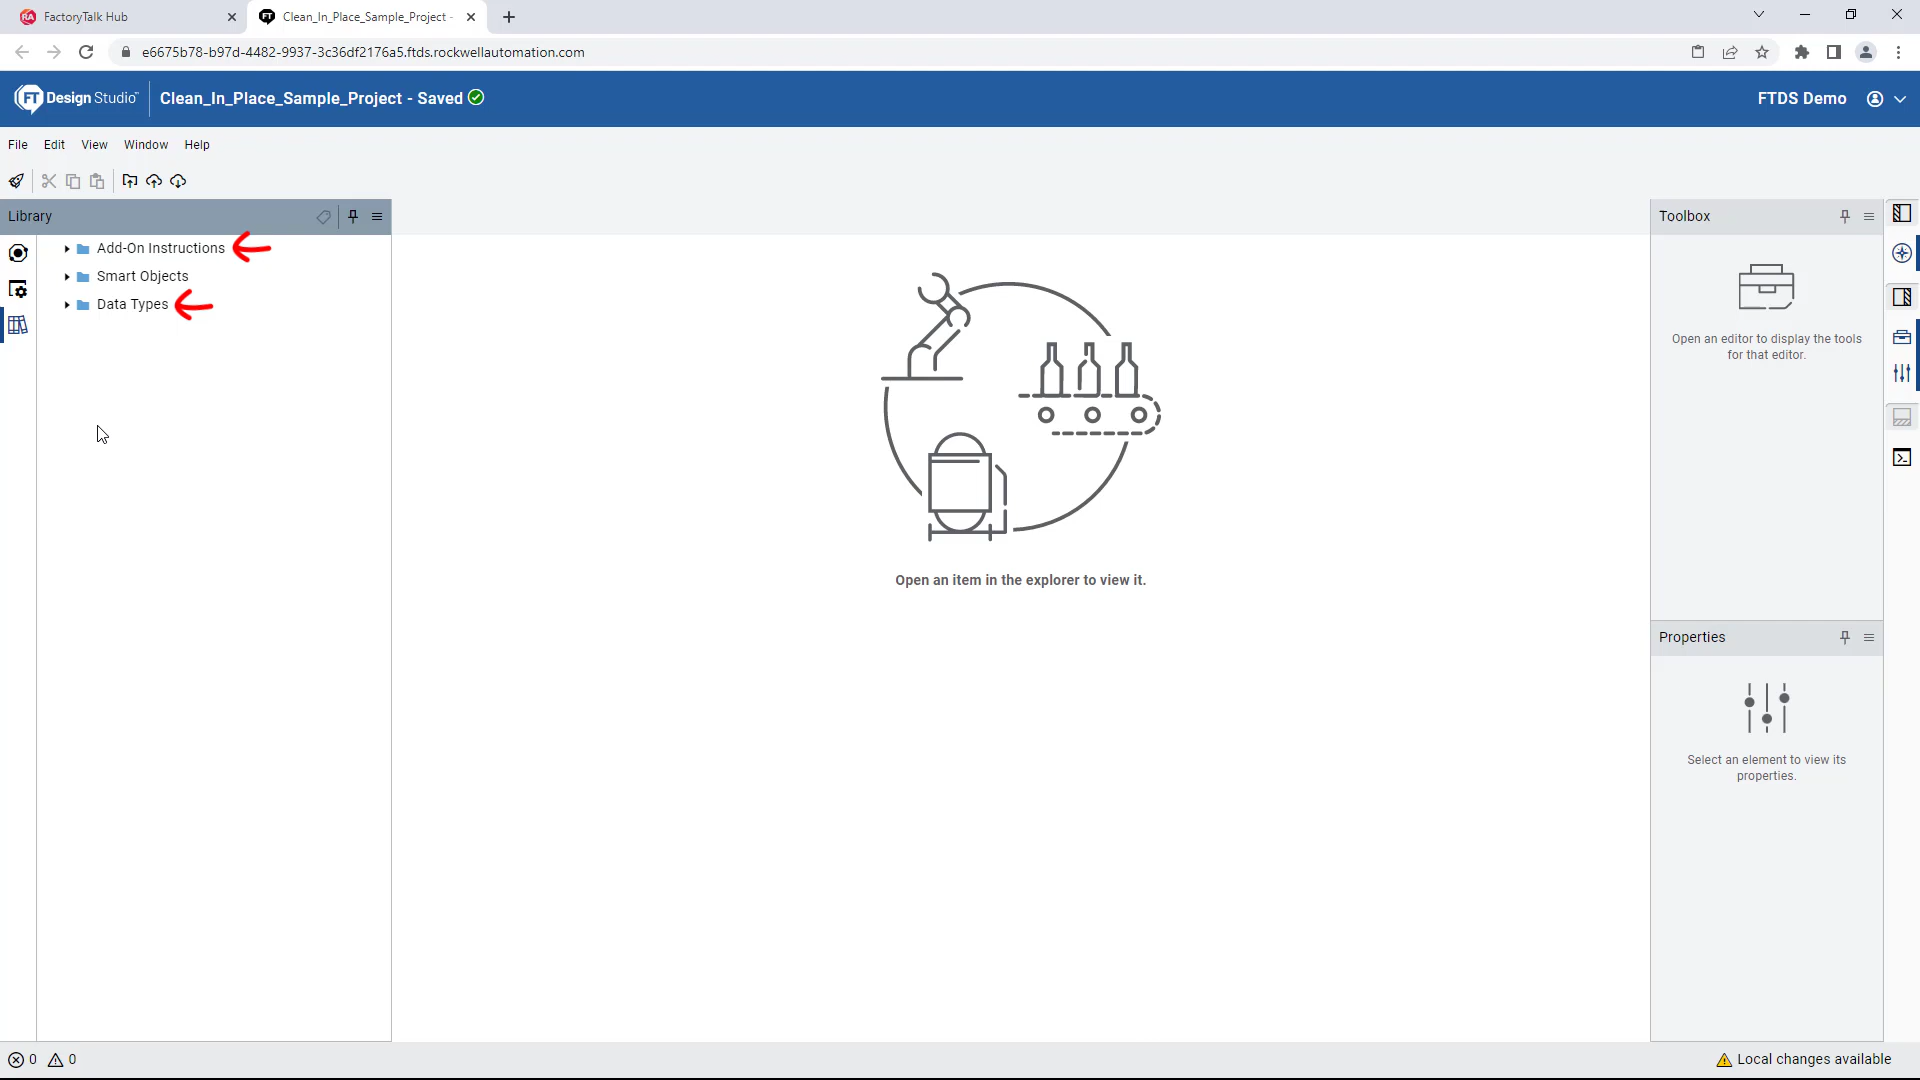 FactoryTalk Hub
Clean_In_Place_Sample_Project -
e6675b78-b97d-4482-9937-3c36df2176a5.ftds.rockwellautomation.com
FT DesignStudio™
Clean_In_Place_Sample_Project - Saved
FTDS Demo
File Edit View Window Help
Library
Add-On Instructions
Smart Objects
Data Types
Open an item in the explorer to view it.
Toolbox
Open an editor to display the tools
for that editor.
Properties
Select an element to view its
properties.
0 0
Local changes available